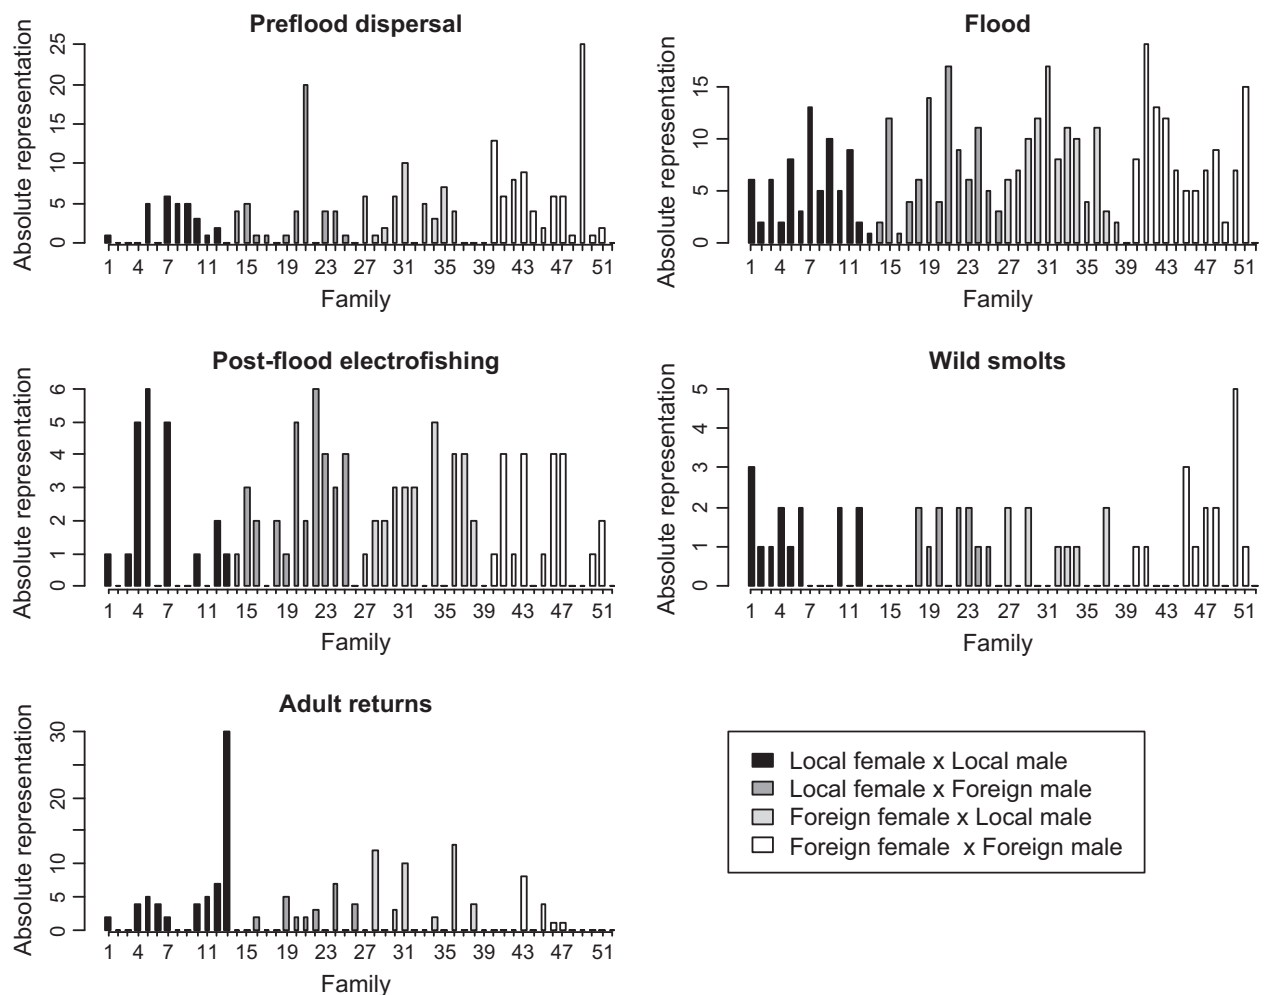 Preflood dispersal
Absolute representation
25
20
15
10
5
0
1 4 7 11 15 19 23 27 31 35 39 43 47 51
Family
Flood
Absolute representation
15
10
5
0
1 4 7 11 15 19 23 27 31 35 39 43 47 51
Family
Post-flood electrofishing
Absolute representation
6
5
4
3
2
1
0
1 4 7 11 15 19 23 27 31 35 39 43 47 51
Family
Wild smolts
Absolute representation
5
4
3
2
1
0
1 4 7 11 15 19 23 27 31 35 39 43 47 51
Family
Adult returns
Absolute representation
30
20
10
5
0
1 4 7 11 15 19 23 27 31 35 39 43 47 51
Family
Local female x Local male
Local female x Foreign male
Foreign female x Local male
Foreign female x Foreign male